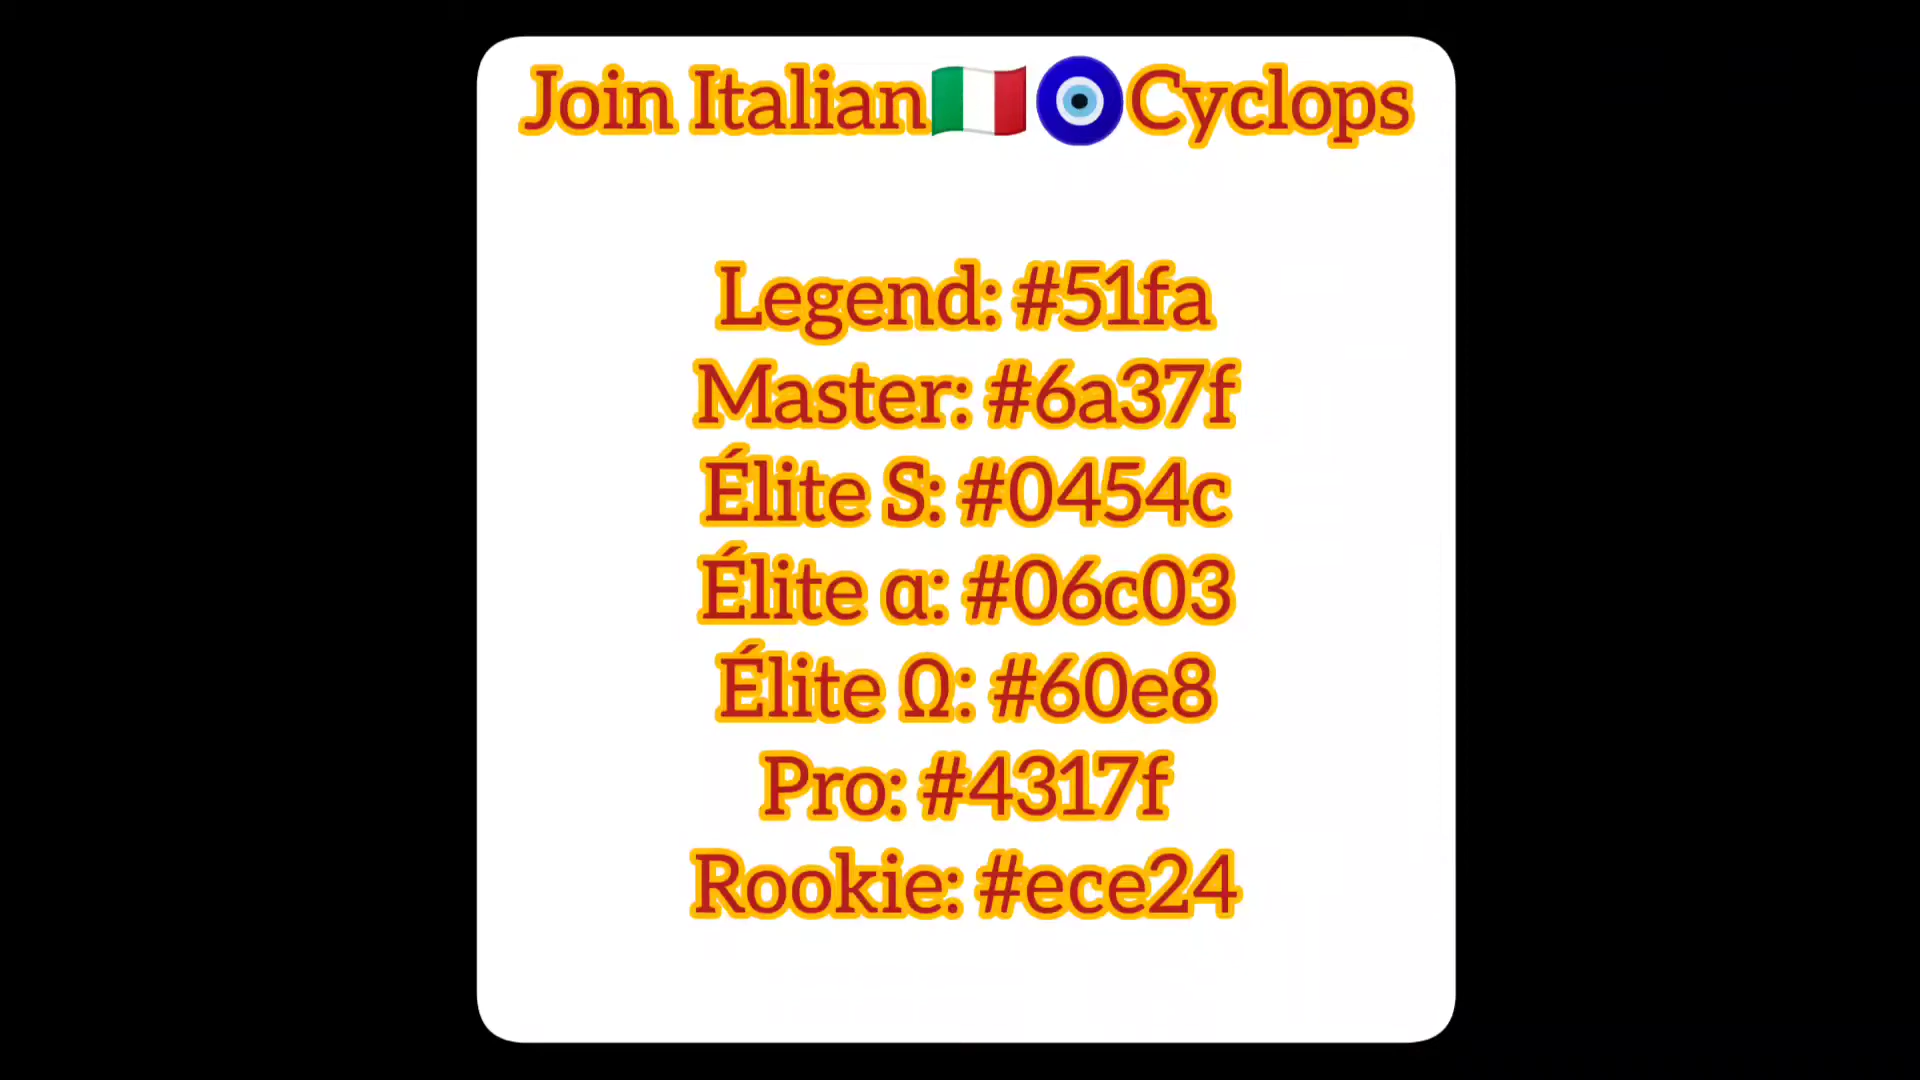 Join Italian🇮🇹🧿Cyclops
Legend: #51fa
Master: #6a37f
Élite S: #0454c
Élite α: #06c03
Élite Ω: #60e8
Pro: #4317f
Rookie: #ece24